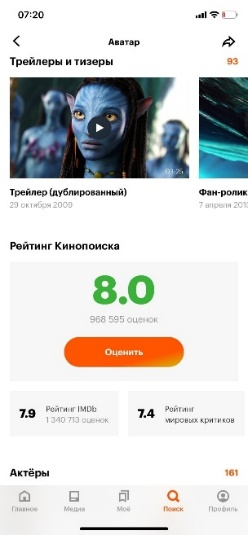 07:20
Аватар
Трейлеры и тизеры 93
03:25
Трейлер (дублированный)
29 октября 2009
Фан-ролик
7 апреля 201
Рейтинг Кинопоиска
8.0
968 595 оценок
Оценить
7.9 Рейтинг IMDb
1 340 713 оценок
7.4 Рейтинг
мировых критиков
Актёры 161
Главное Медиа Моё Поиск Профиль